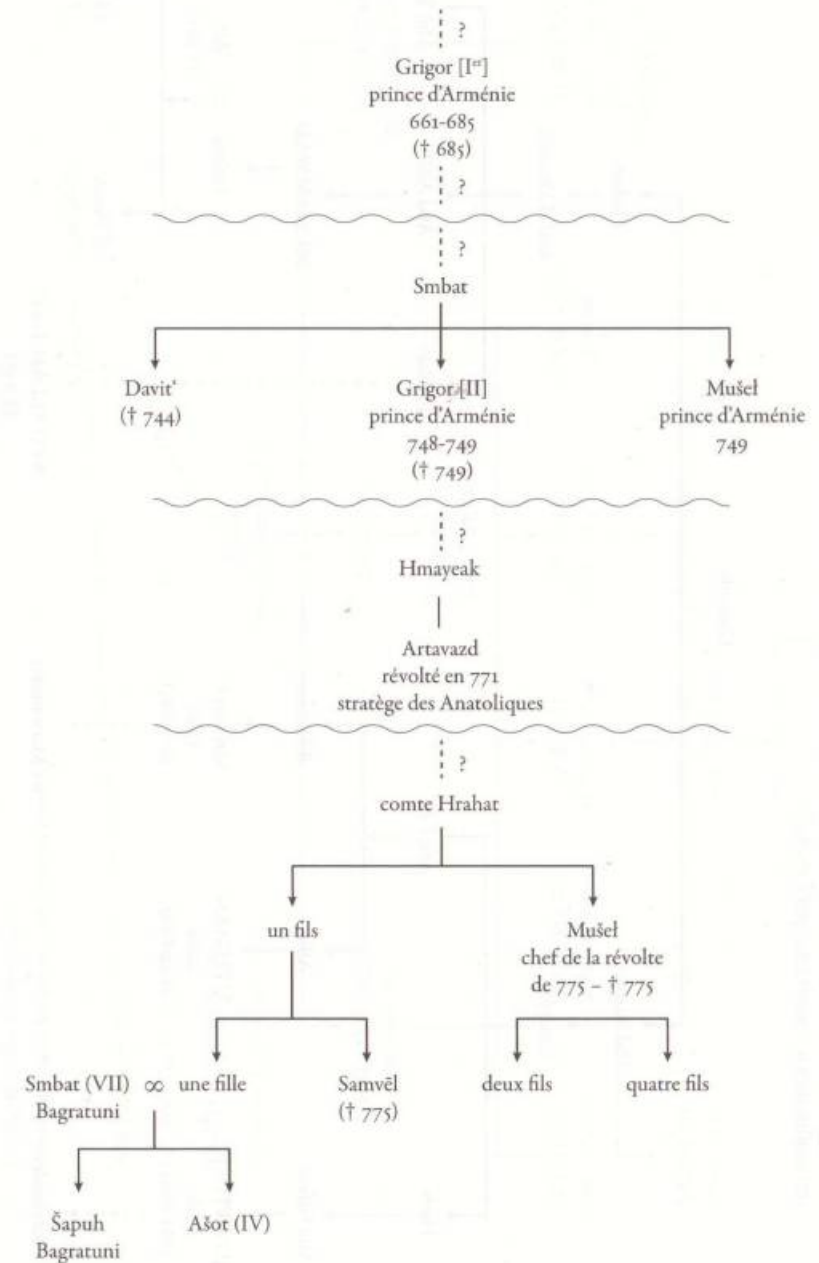 ?
Grigor [Ier]
prince d'Arménie
661-685
(† 685)
?
?
Smbat
Davit‘
(† 744)
Grigor [II]
prince d'Arménie
748-749
(† 749)
Mušeł
prince d'Arménie
749
?
Hmayeak
Artavazd
révolté en 771
stratège des Anatoliques
?
comte Hrahat
un fils
Mušeł
chef de la révolte
de 775 – † 775
Smbat (VII) ∞ une fille
Bagratuni
Samvēl
(† 775)
deux fils
quatre fils
Šapuh
Bagratuni
Ašot (IV)